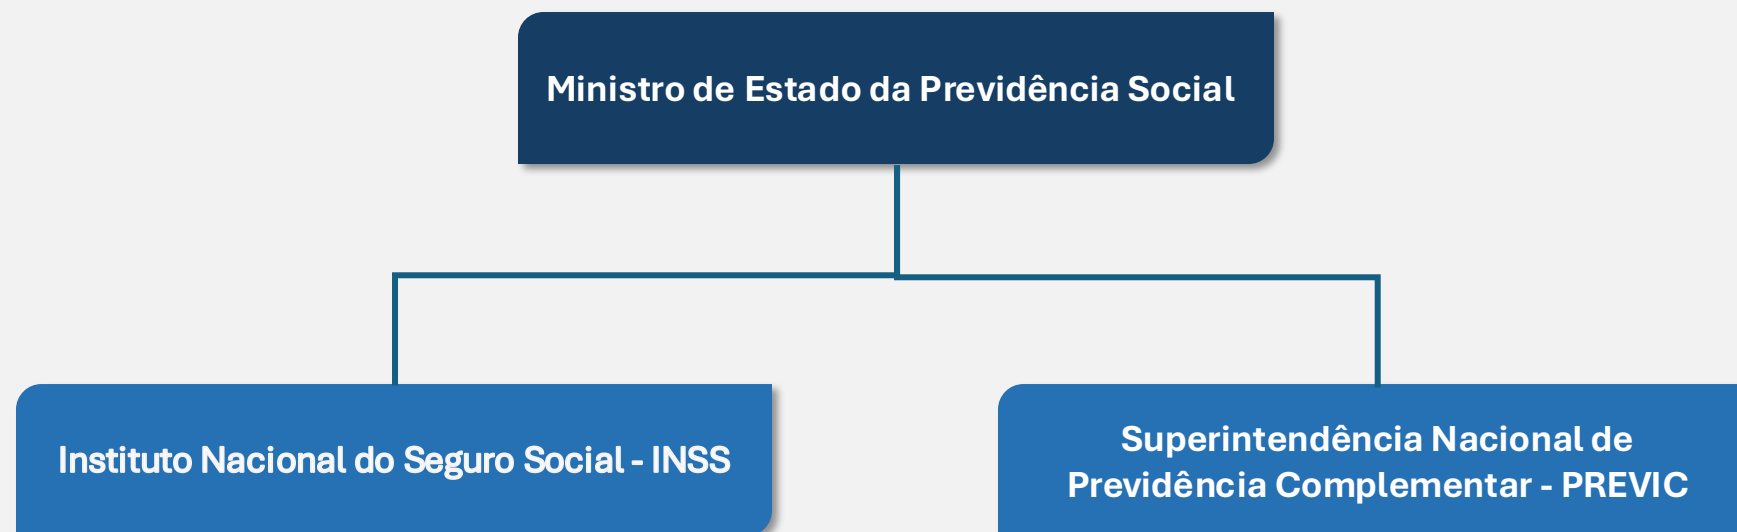 Ministro de Estado da Previdência Social
Instituto Nacional do Seguro Social - INSS
Superintendência Nacional de
Previdência Complementar - PREVIC